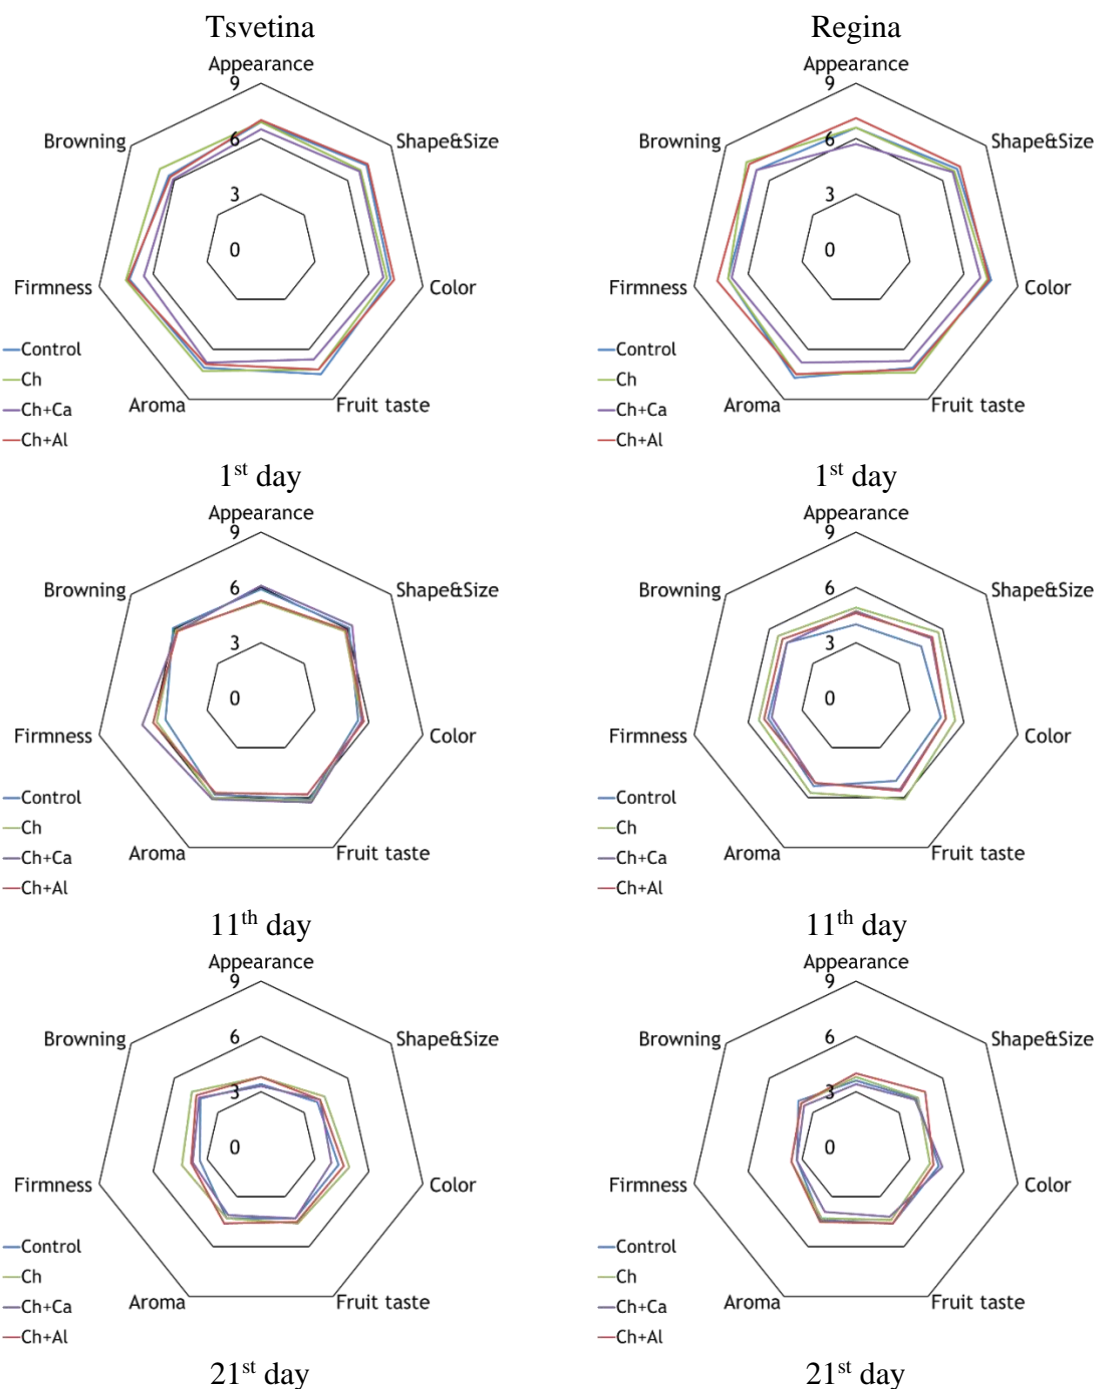 Tsvetina
Appearance
9
Browning
6
Shape&Size
3
0
Firmness
Color
Control
Ch
Ch+Ca
Aroma
Fruit taste
Ch+Al
1st day
Regina
Appearance
9
Browning
6
Shape&Size
3
0
Firmness
Color
Control
Ch
Ch+Ca
Aroma
Fruit taste
Ch+Al
1st day
Appearance
9
Browning
6
Shape&Size
3
0
Firmness
Color
Control
Ch
Ch+Ca
Aroma
Fruit taste
Ch+Al
11th day
Appearance
9
Browning
6
Shape&Size
3
0
Firmness
Color
Control
Ch
Ch+Ca
Aroma
Fruit taste
Ch+Al
11th day
Appearance
9
Browning
6
Shape&Size
3
0
Firmness
Color
Control
Ch
Ch+Ca
Aroma
Fruit taste
Ch+Al
21st day
Appearance
9
Browning
6
Shape&Size
3
0
Firmness
Color
Control
Ch
Ch+Ca
Aroma
Fruit taste
Ch+Al
21st day